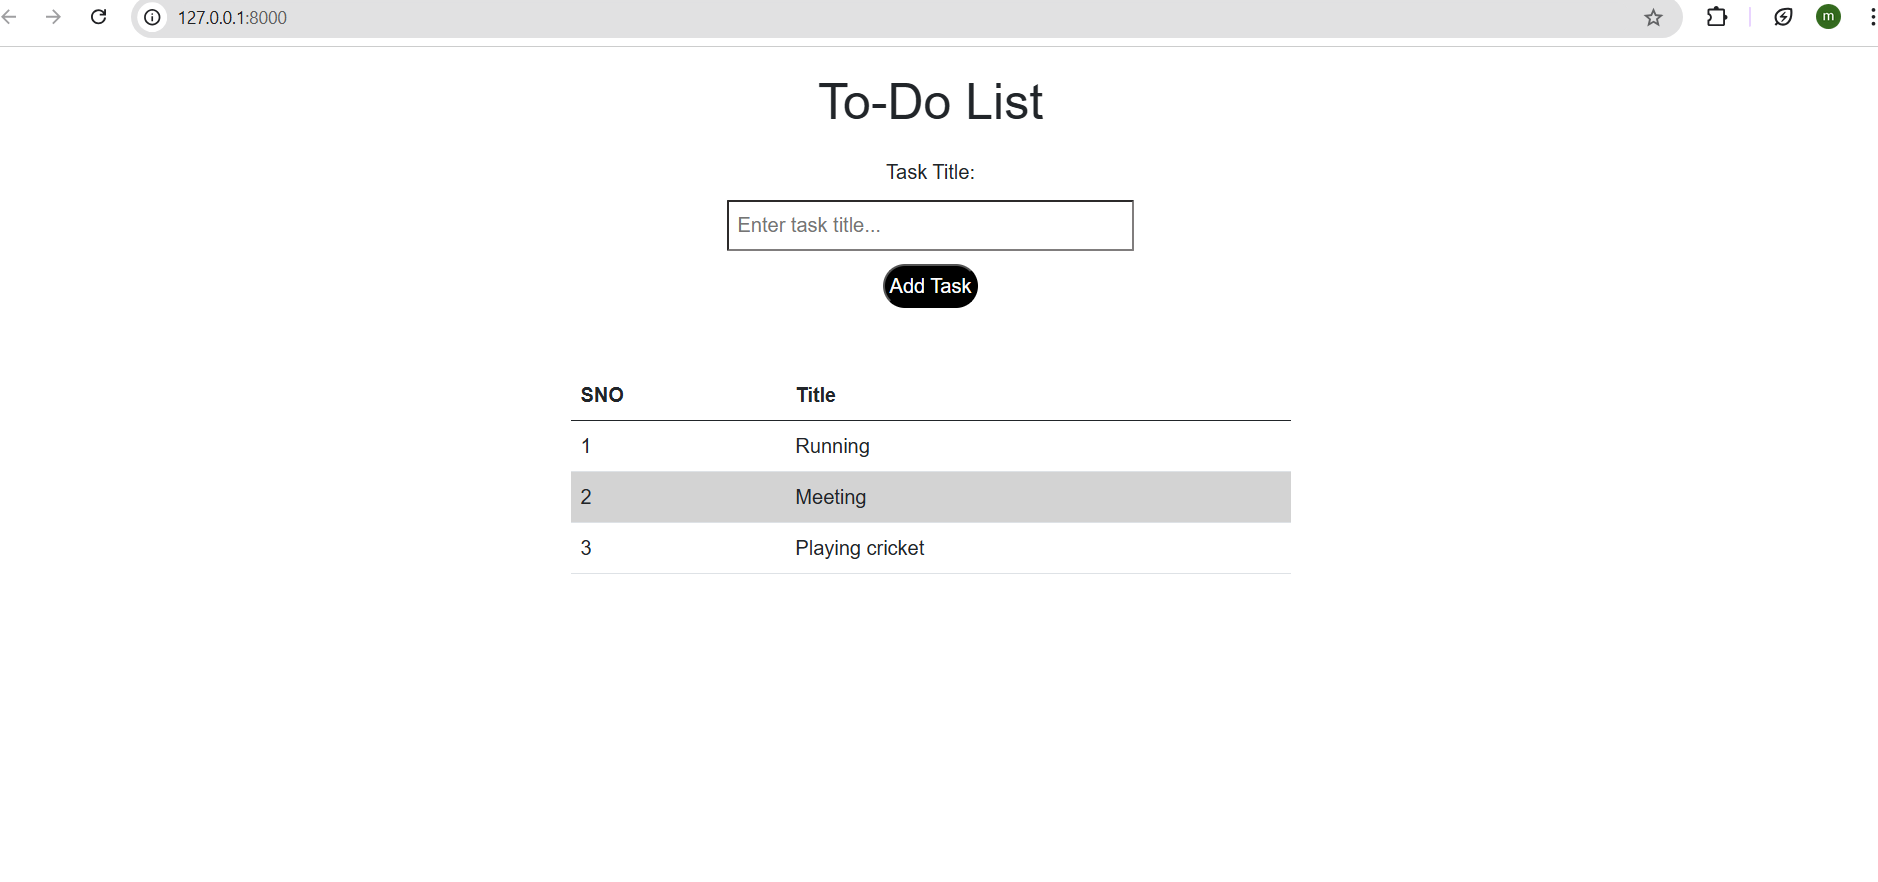 127.0.0.1:8000
m
To-Do List
Task Title:
Enter task title...
Add Task
SNO Title
1 Running
2 Meeting
3 Playing cricket